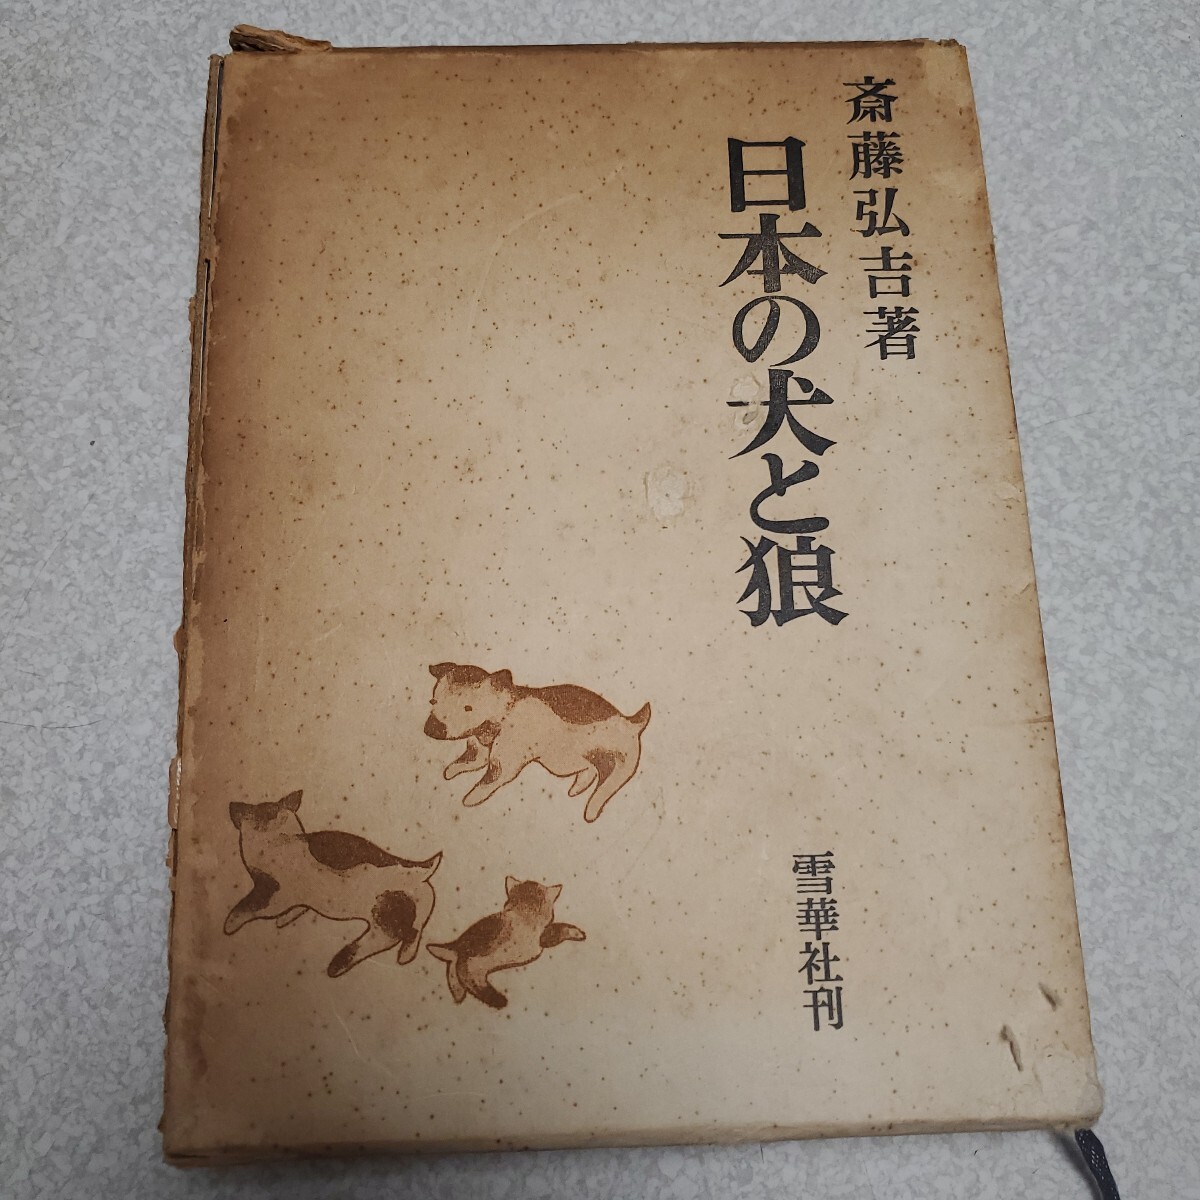 斎藤弘吉著
日本の犬と狼
雪華社刊